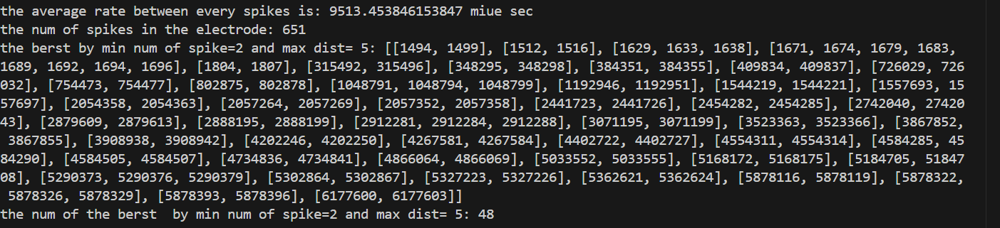 the average rate between every spikes is: 9513.453846153847 miue sec
the num of spikes in the electrode: 651
the berst by min num of spike=2 and max dist= 5: [[1494, 1499], [1512, 1516], [1629, 1633, 1638], [1671, 1674, 1679, 1683,
1689, 1692, 1694, 1696], [1804, 1807], [315492, 315496], [348295, 348298], [384351, 384355], [409834, 409837], [726029, 726
032], [754473, 754477], [802875, 802878], [1048791, 1048794, 1048799], [1192946, 1192951], [1544219, 1544221], [1557693, 15
57697], [2054358, 2054363], [2057264, 2057269], [2057352, 2057358], [2441723, 2441726], [2454282, 2454285], [2742040, 27420
43], [2879609, 2879613], [2888195, 2888199], [2912281, 2912284, 2912288], [3071195, 3071199], [3523363, 3523366], [3867852,
3867855], [3908938, 3908942], [4202246, 4202250], [4267581, 4267584], [4402722, 4402727], [4554311, 4554314], [4584285, 45
84290], [4584505, 4584507], [4734836, 4734841], [4866064, 4866069], [5033552, 5033555], [5168172, 5168175], [5184705, 51847
08], [5290373, 5290376, 5290379], [5302864, 5302867], [5327223, 5327226], [5362621, 5362624], [5878116, 5878119], [5878322,
5878326, 5878329], [5878393, 5878396], [6177600, 6177603]]
the num of the berst  by min num of spike=2 and max dist= 5: 48